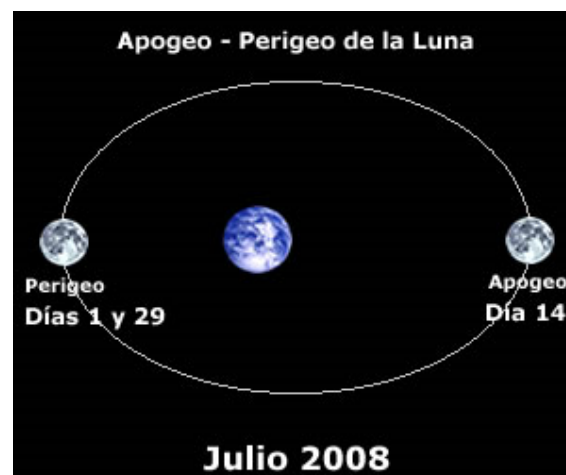 Apogeo - Perigeo de la Luna
Perigeo
Días 1 y 29
Apogeo
Día 14
Julio 2008